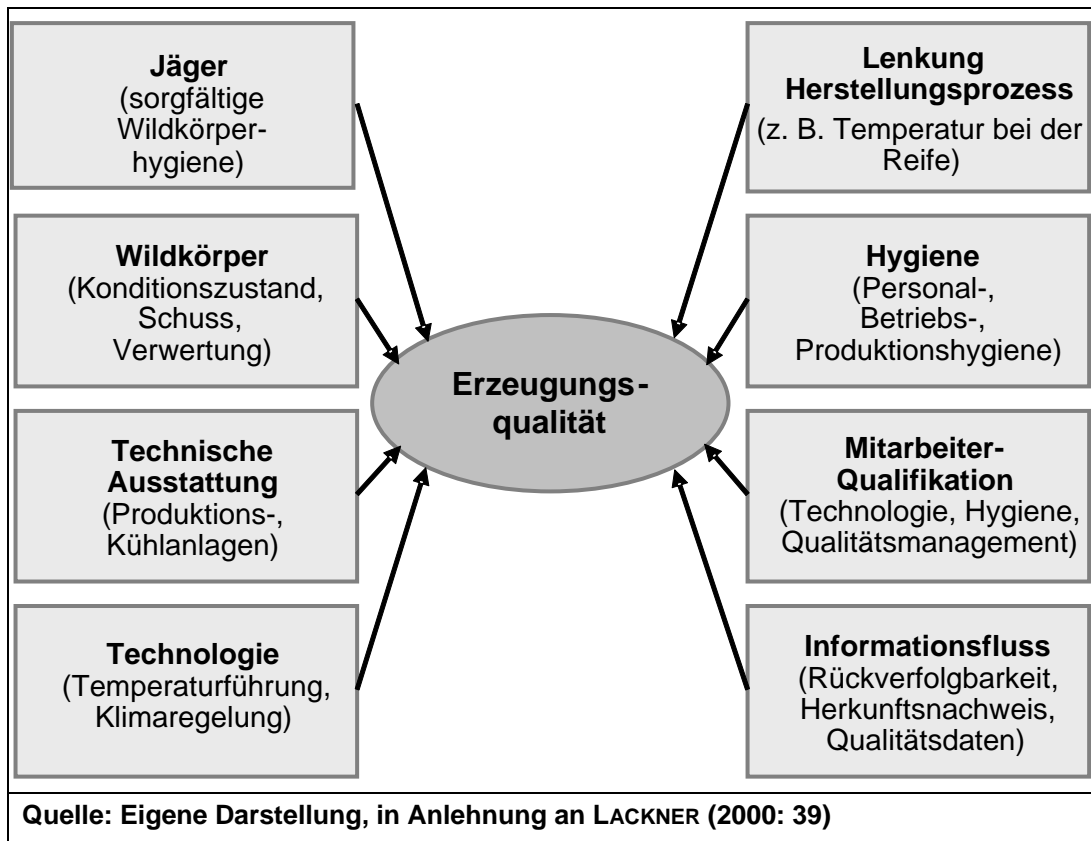 Jäger
(sorgfältige
Wildkörper-
hygiene)
Wildkörper
(Konditionszustand,
Schuss,
Verwertung)
Technische
Ausstattung
(Produktions-,
Kühlanlagen)
Technologie
(Temperaturführung,
Klimaregelung)
Erzeugungs-
qualität
Lenkung
Herstellungsprozess
(z. B. Temperatur bei der
Reife)
Hygiene
(Personal-,
Betriebs-,
Produktionshygiene)
Mitarbeiter-
Qualifikation
(Technologie, Hygiene,
Qualitätsmanagement)
Informationsfluss
(Rückverfolgbarkeit,
Herkunftsnachweis,
Qualitätsdaten)
Quelle: Eigene Darstellung, in Anlehnung an LACKNER (2000: 39)